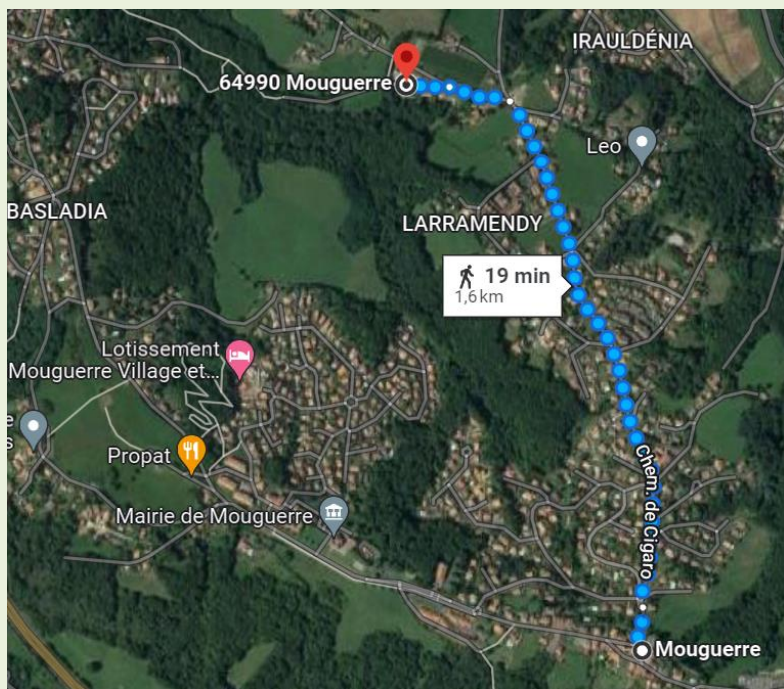 IRAULDÉNIA
64990 Mouguerre
Leo
BASLADIA
LARRAMENDY
19 min
1,6 km
Lotissement
Mouguerre Village et...
e
s
Propat
Chem. de Cigaro
Mairie de Mouguerre
Mouguerre